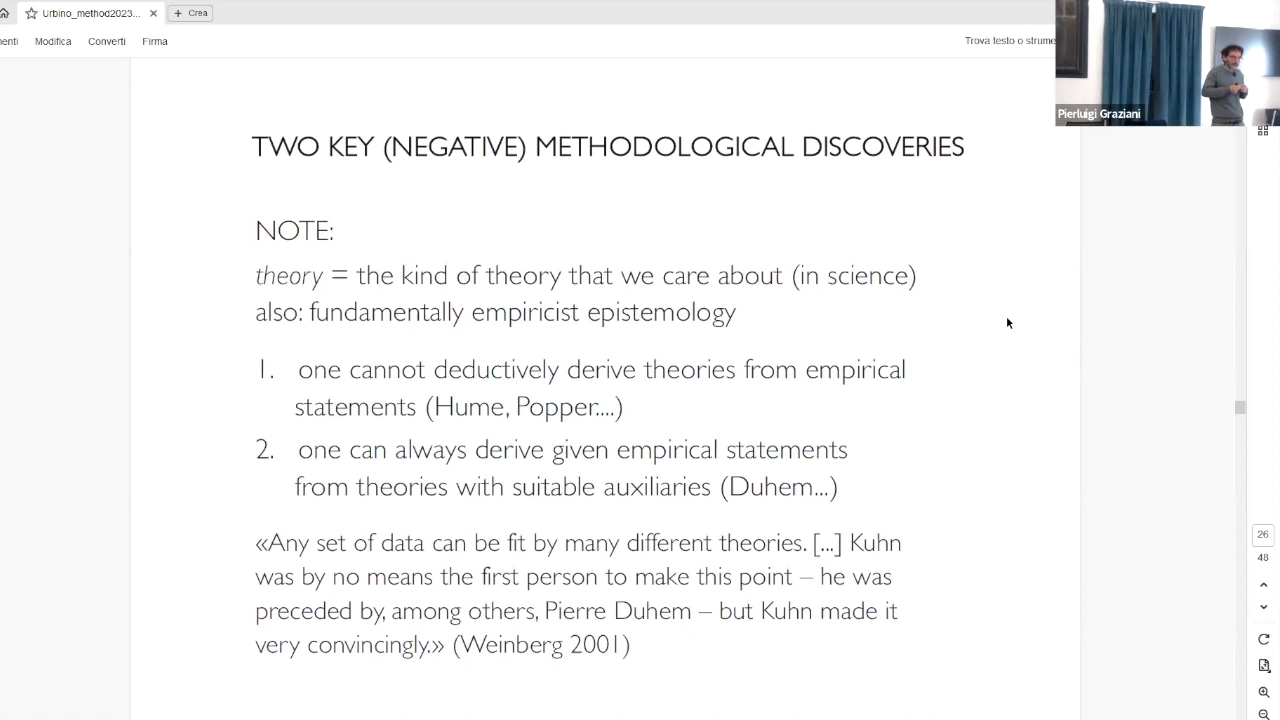 Urbino_method2023...
Crea
menti
Modifica
Converti
Firma
Trova testo o strume
Pierluigi Graziani
TWO KEY (NEGATIVE) METHODOLOGICAL DISCOVERIES
NOTE:
theory = the kind of theory that we care about (in science)
also: fundamentally empiricist epistemology
1. one cannot deductively derive theories from empirical
statements (Hume, Popper...)
2. one can always derive given empirical statements
from theories with suitable auxiliaries (Duhem...)
«Any set of data can be fit by many different theories. [...] Kuhn
was by no means the first person to make this point – he was
preceded by, among others, Pierre Duhem – but Kuhn made it
very convincingly.» (Weinberg 2001)
26
48